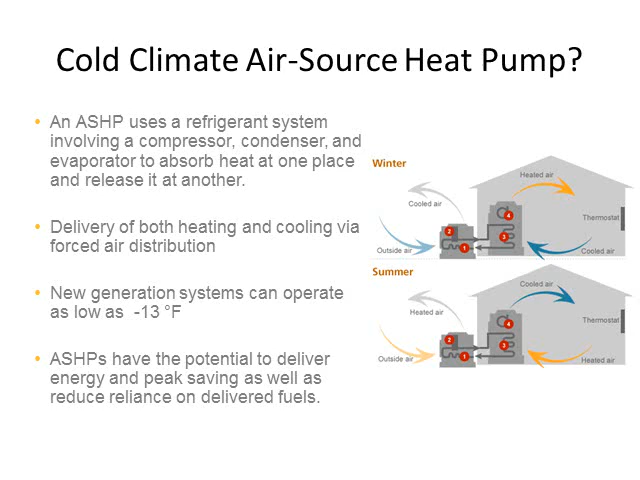 Cold Climate Air-Source Heat Pump?
• An ASHP uses a refrigerant system
involving a compressor, condenser, and
evaporator to absorb heat at one place
and release it at another.
• Delivery of both heating and cooling via
forced air distribution
• New generation systems can operate
as low as -13 °F
• ASHPs have the potential to deliver
energy and peak saving as well as
reduce reliance on delivered fuels.
Winter
Heated air
Cooled air
4
Thermostat
2
3
1
Outside air
Cooled air
Summer
Cooled air
Heated air
4
Thermostat
2
3
1
Outside air
Heated air